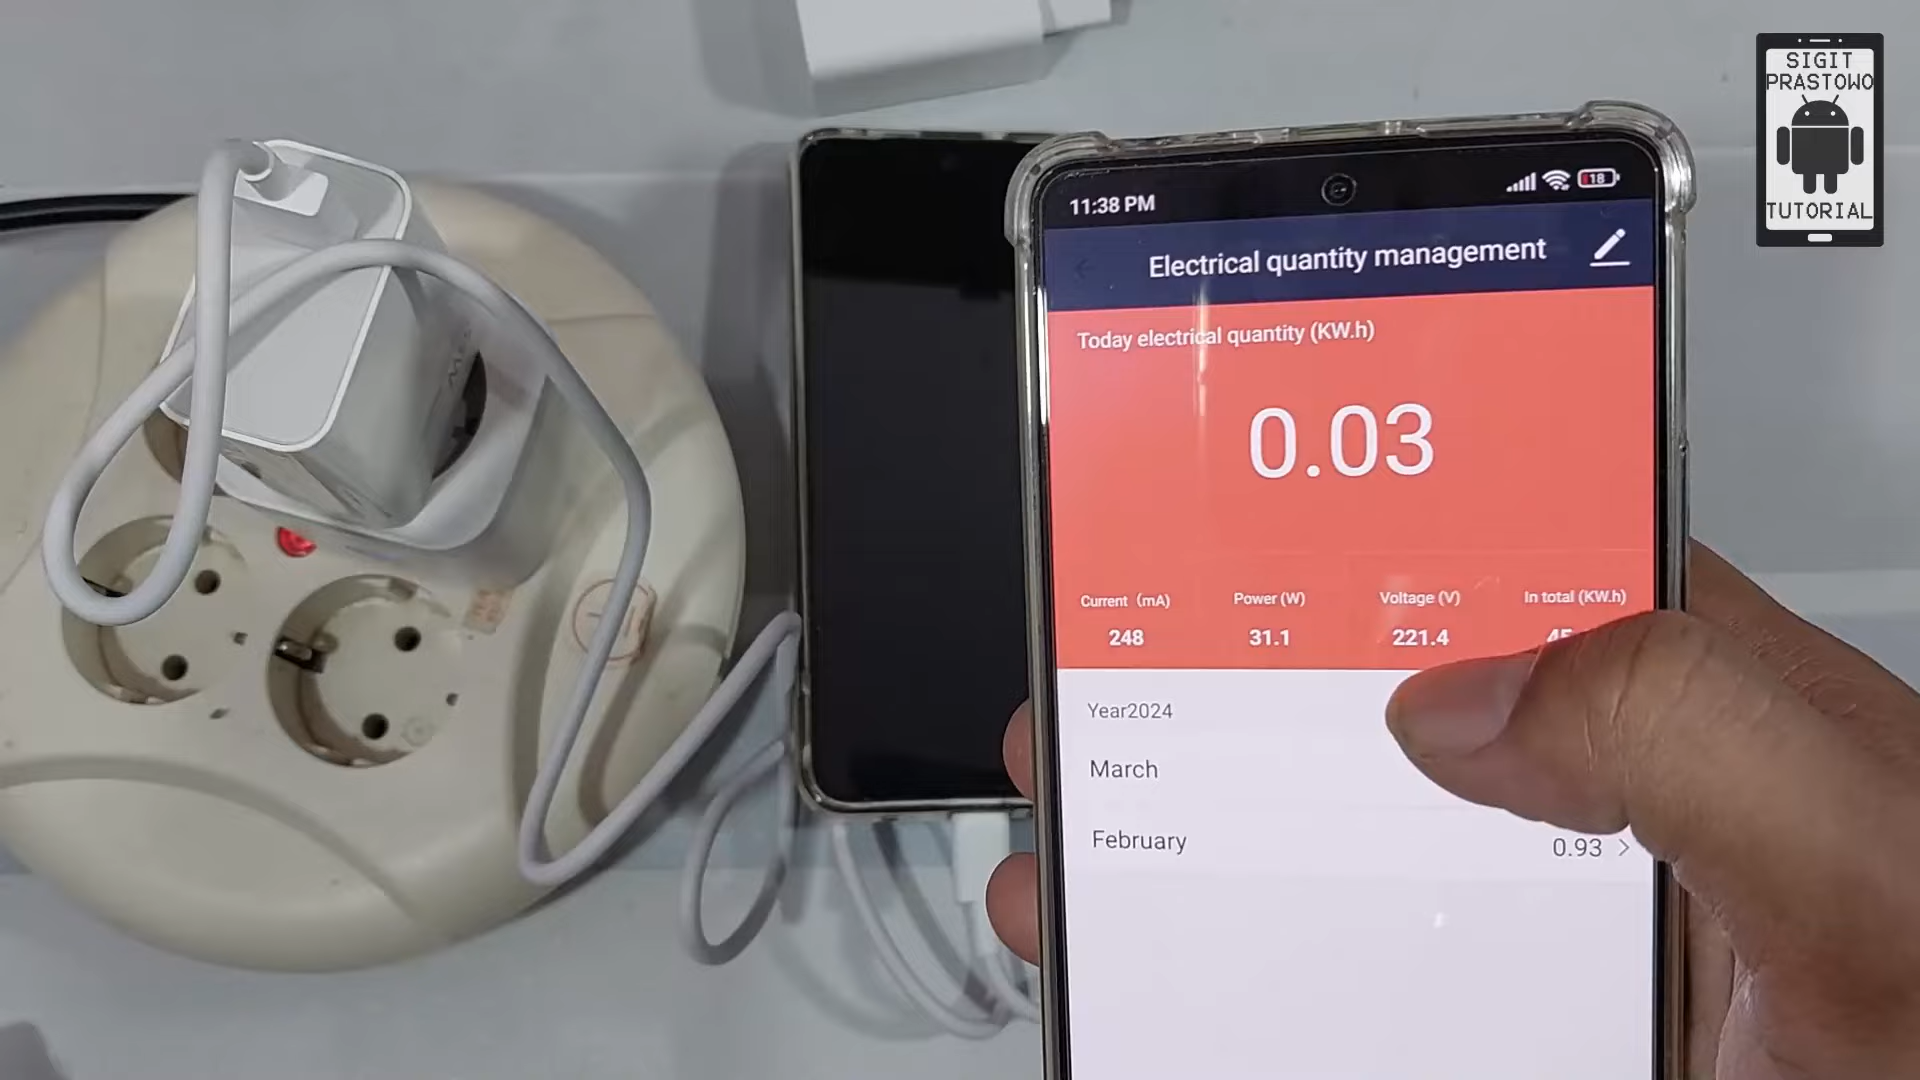 SIGIT
PRASTOWO
TUTORIAL
11:38 PM
18
Electrical quantity management
Today electrical quantity (KW.h)
0.03
Current (mA) Power (W) Voltage (V) In total (KW.h)
248 31.1 221.4
Year2024
March
February 0.93 >